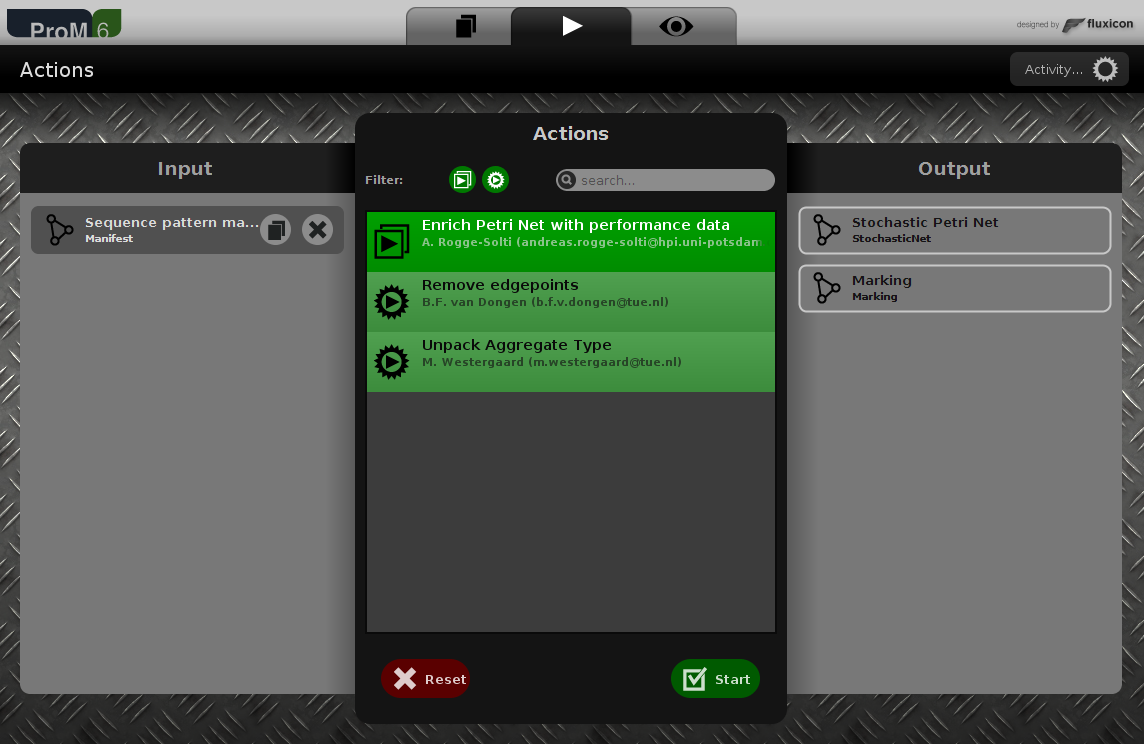 ProM 6
designed by fluxicon
Actions
Activity...
Input
Sequence pattern ma...
Manifest
Actions
Filter:
search...
Enrich Petri Net with performance data
A. Rogge-Solti (andreas.rogge-solti@hpi.uni-potsdam
Remove edgepoints
B.F. van Dongen (b.f.v.dongen@tue.nl)
Unpack Aggregate Type
M. Westergaard (m.westergaard@tue.nl)
Reset
Start
Output
Stochastic Petri Net
StochasticNet
Marking
Marking